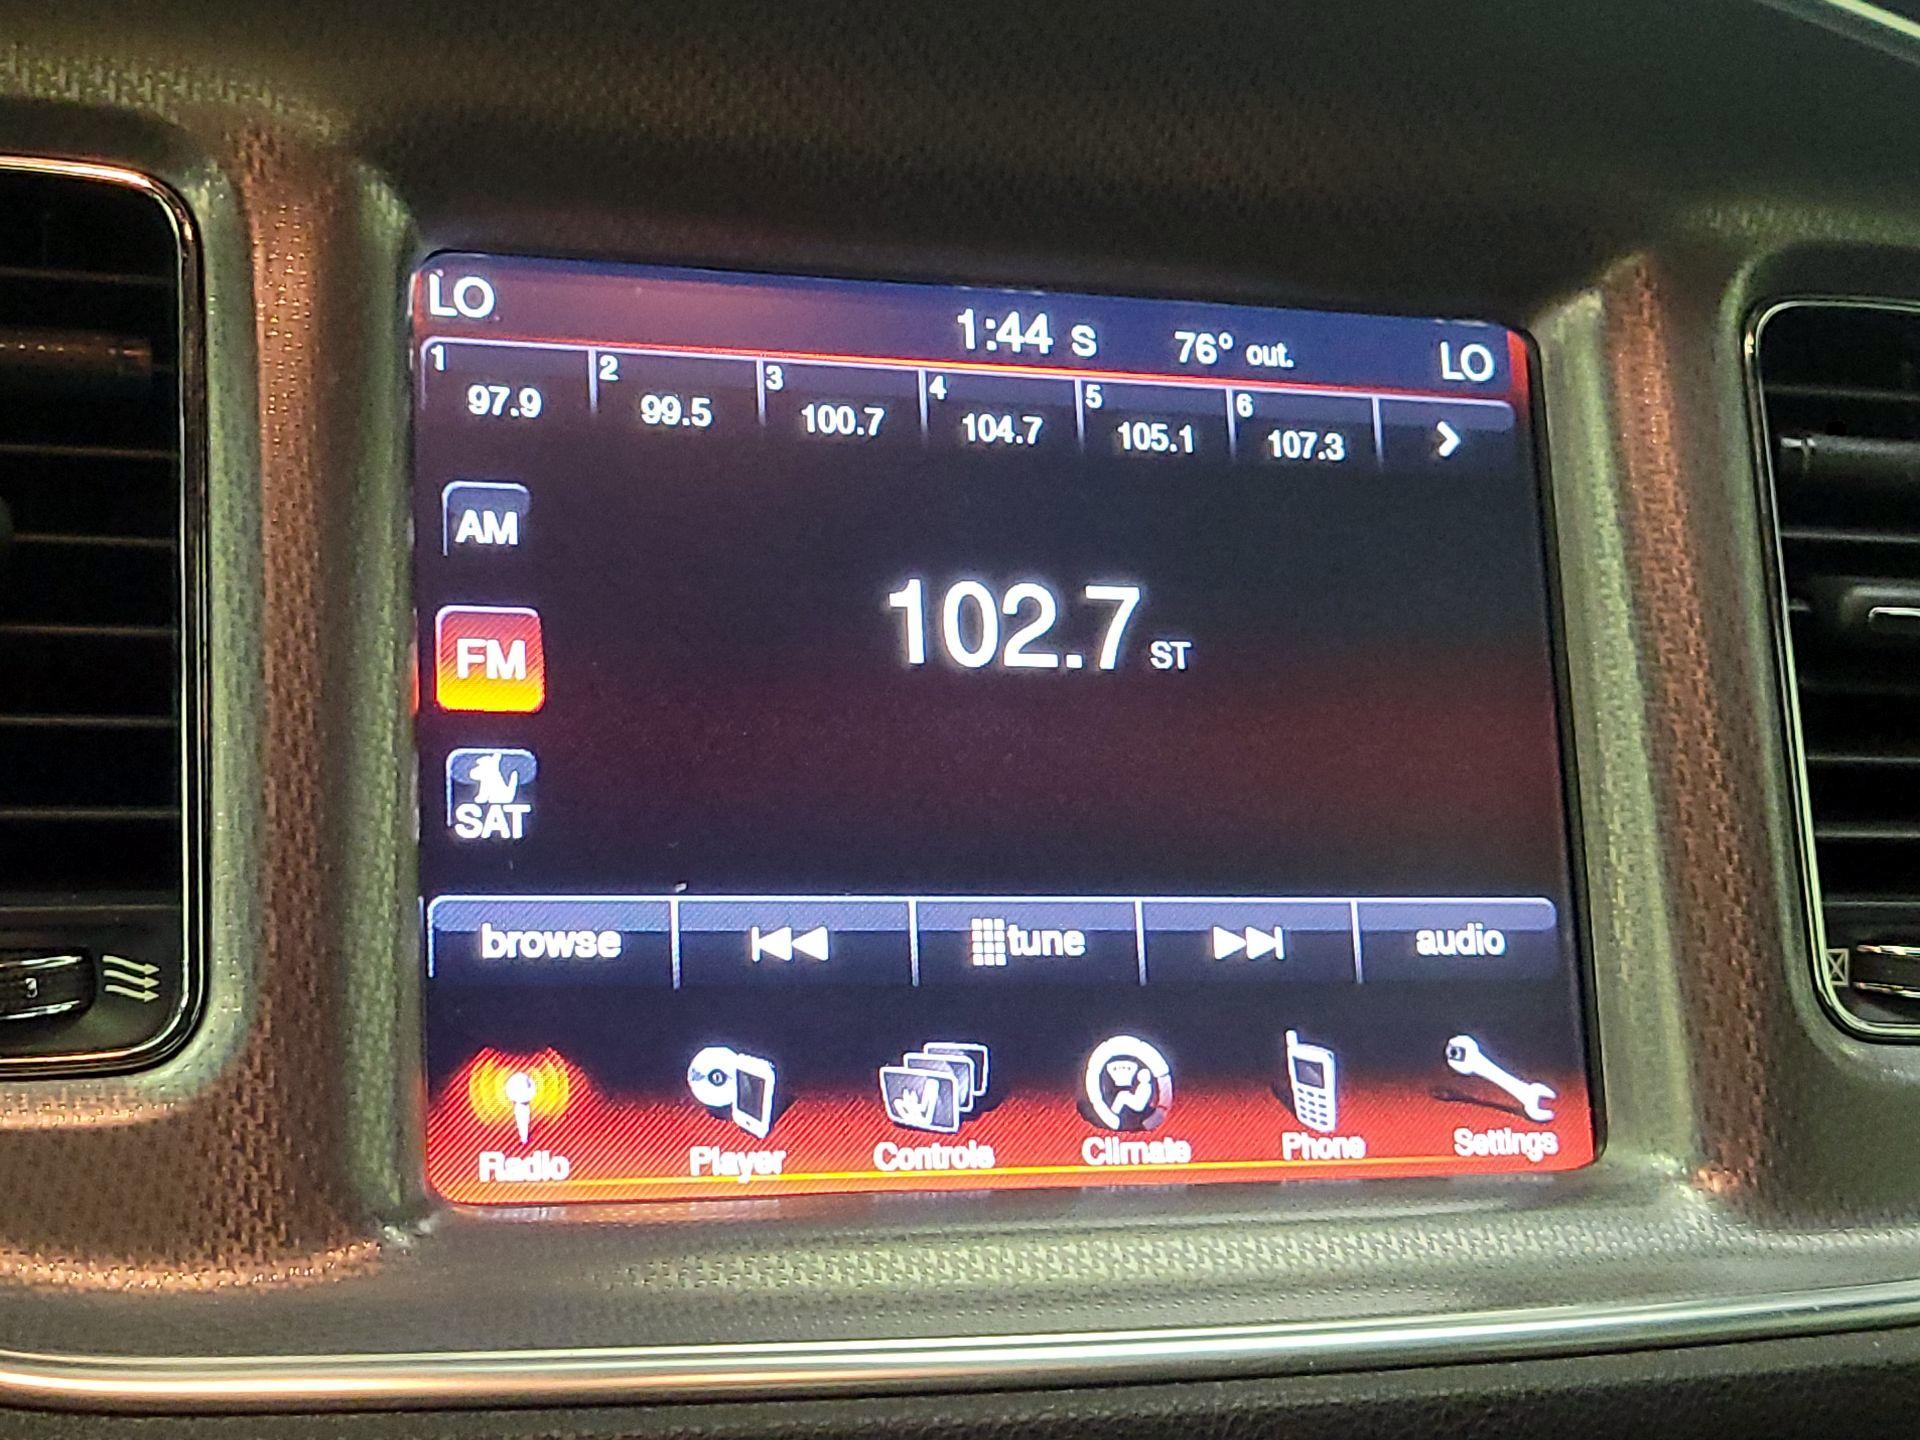 LO 1:44 S 76° out. LO
1 2 3 4 5 6
97.9 99.5 100.7 104.7 105.1 107.3
AM
FM
SAT
102.7 ST
browse tune audio
Radio Player Controls Climate Phone Settings
3